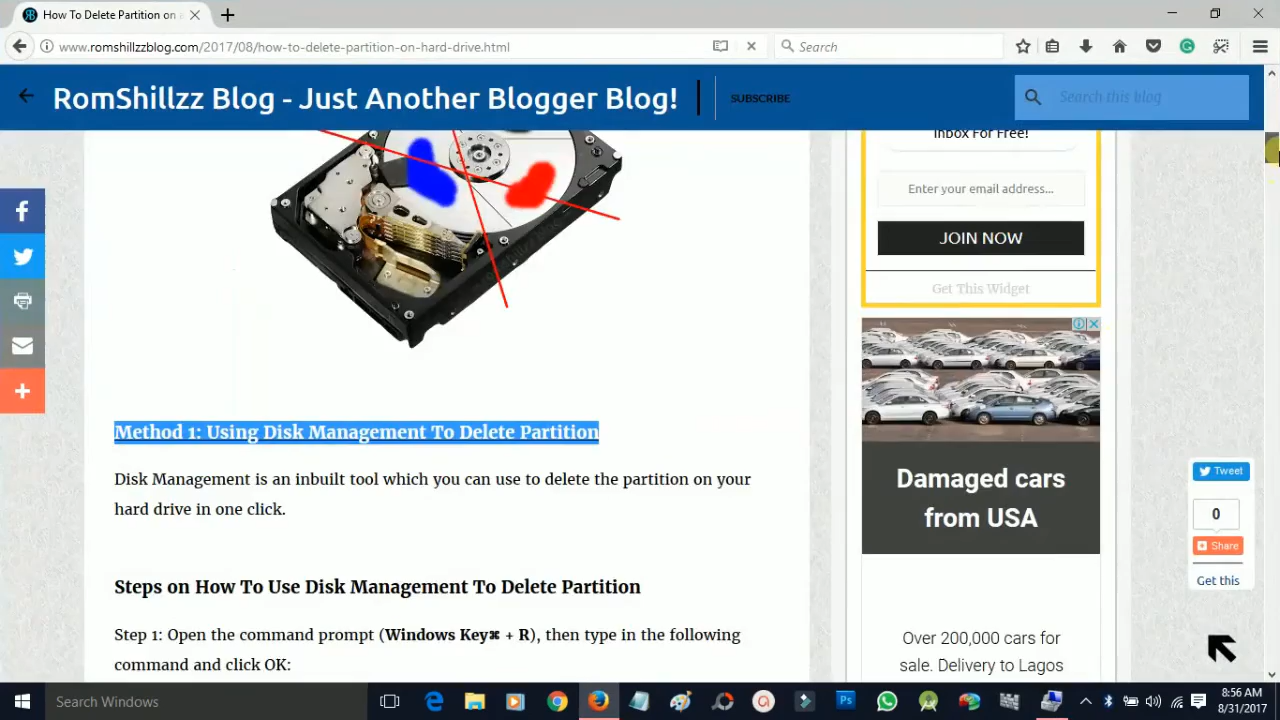 How To Delete Partition on
www.romshillzzblog.com/2017/08/how-to-delete-partition-on-hard-drive.html
Search
RomShillzz Blog - Just Another Blogger Blog!
SUBSCRIBE
Search this blog
Inbox For Free!
Enter your email address...
JOIN NOW
Get This Widget
Method 1: Using Disk Management To Delete Partition
Disk Management is an inbuilt tool which you can use to delete the partition on your
hard drive in one click.
Steps on How To Use Disk Management To Delete Partition
Step 1: Open the command prompt (Windows Key⌘ + R), then type in the following
command and click OK:
Damaged cars
from USA
Over 200,000 cars for
sale. Delivery to Lagos
Tweet
0
Share
Get this
Search Windows
Ps
8:56 AM
8/31/2017